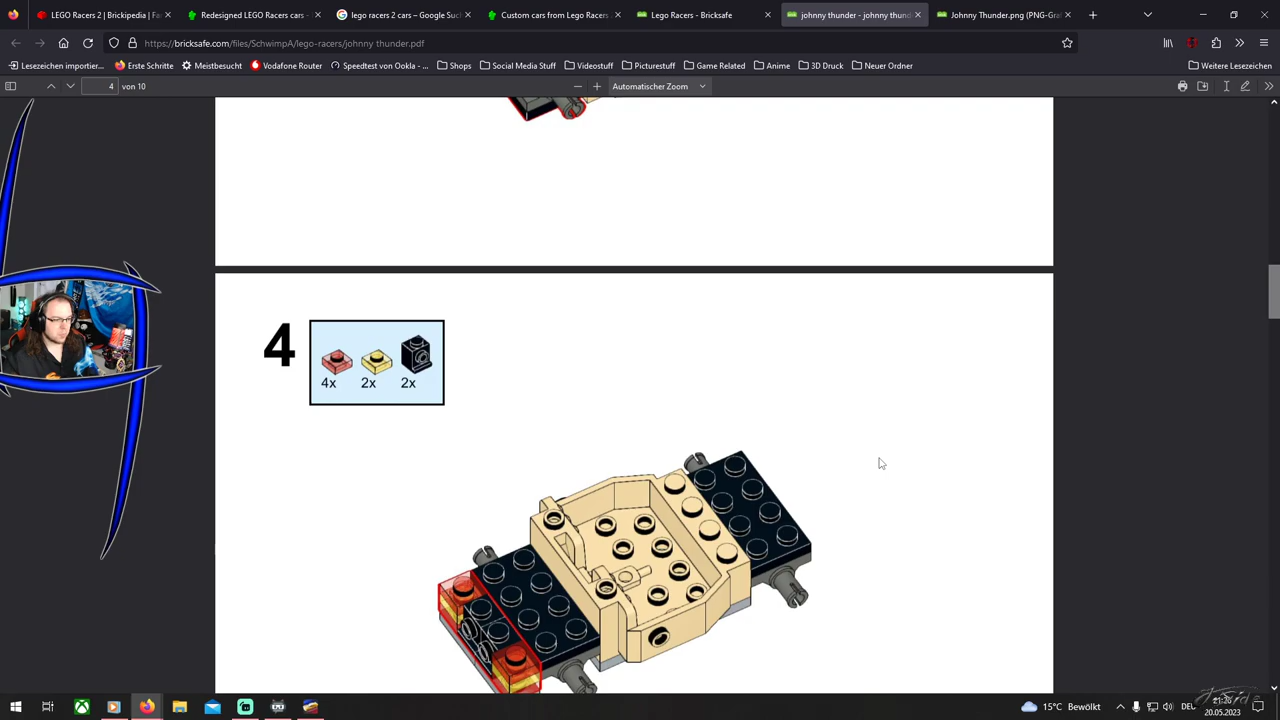 LEGO Racers 2 | Brickipedia | Fa
Redesigned LEGO Racers cars -
lego racers 2 cars – Google Suc
Custom cars from Lego Racers
Lego Racers - Bricksafe
johnny thunder - johnny thund
Johnny Thunder.png (PNG-Graf
https://bricksafe.com/files/SchwimpA/lego-racers/johnny thunder.pdf
Lesezeichen importier...
Erste Schritte
Meistbesucht
Vodafone Router
Speedtest von Ookla - ...
Shops
Social Media Stuff
Videostuff
Picturestuff
Game Related
Anime
3D Druck
Neuer Ordner
Weitere Lesezeichen
4 von 10
Automatischer Zoom
4
4x 2x 2x
15°C Bewölkt
20.05.2023